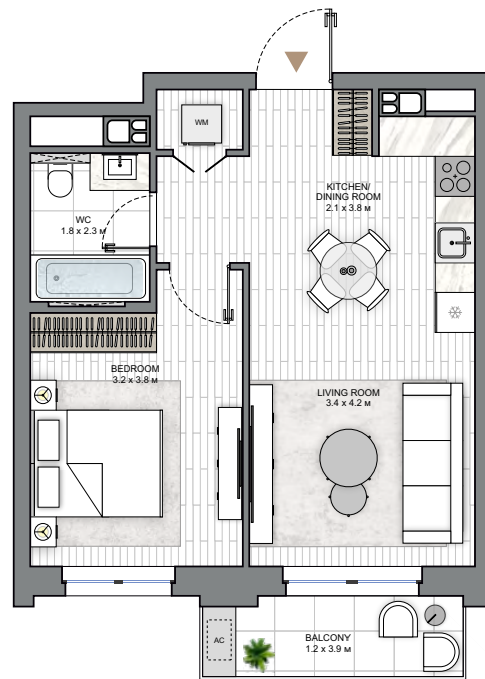 WM
KITCHEN/
DINING ROOM
2.1 x 3.8 м
WC
1.8 x 2.3 м
BEDROOM
3.2 x 3.8 м
LIVING ROOM
3.4 x 4.2 м
AC
BALCONY
1.2 x 3.9 м